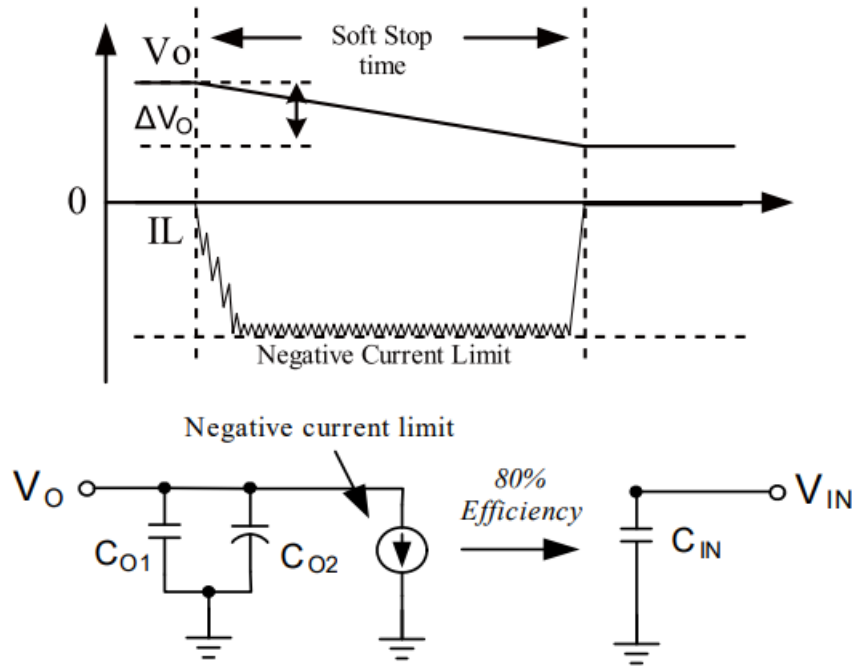 Soft Stop
time
Vo
ΔVO
0
IL
Negative Current Limit
Negative current limit
80%
Efficiency
VO
CO1
CO2
CIN
VIN